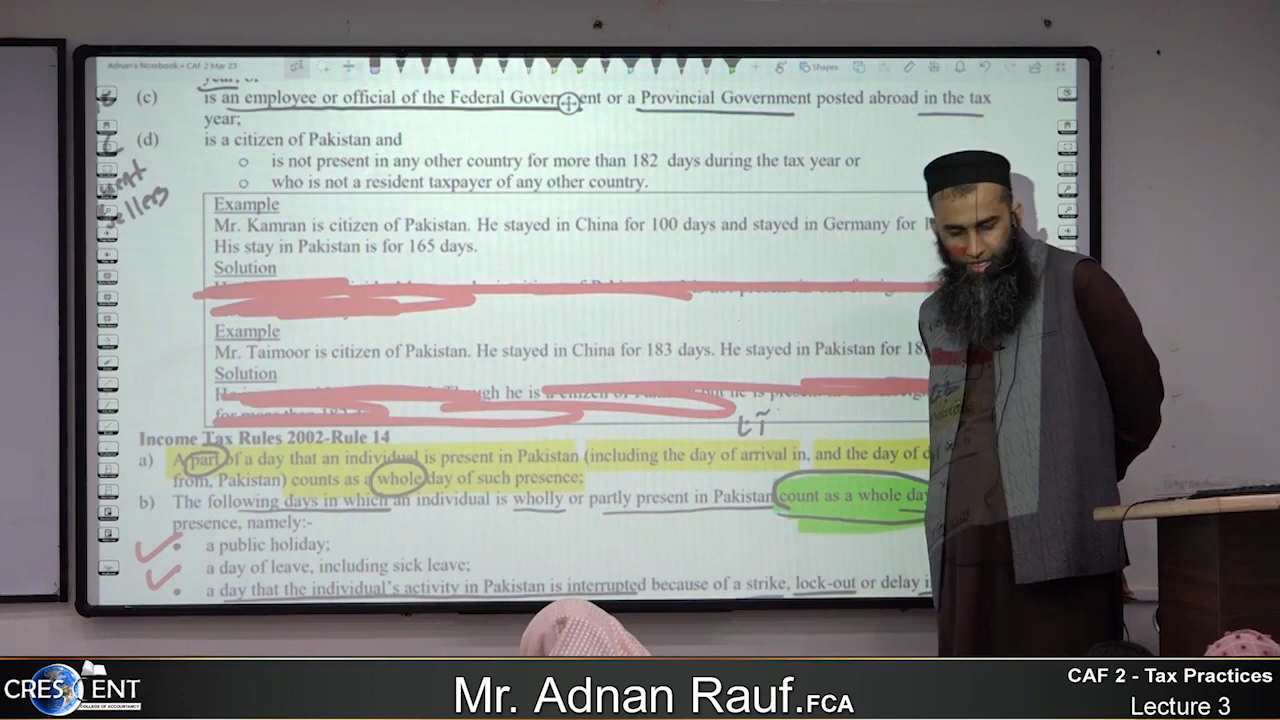 Adnan's Notebook » CAF 2 Mar 23
Shapes
year, or
(c) is an employee or official of the Federal Government or a Provincial Government posted abroad in the tax
year;
(d) is a citizen of Pakistan and
o is not present in any other country for more than 182 days during the tax year or
o who is not a resident taxpayer of any other country.
Example
Mr. Kamran is citizen of Pakistan. He stayed in China for 100 days and stayed in Germany for
His stay in Pakistan is for 165 days.
Solution
Example
Mr. Taimoor is citizen of Pakistan. He stayed in China for 183 days. He stayed in Pakistan for
Solution
he is
for more than
Income Tax Rules 2002-Rule 14
a) A part of a day that an individual is present in Pakistan (including the day of arrival in, and the day of
from, Pakistan) counts as a whole day of such presence;
b) The following days in which an individual is wholly or partly present in Pakistan count as a whole day
presence, namely:-
• a public holiday;
• a day of leave, including sick leave;
• a day that the individual's activity in Pakistan is interrupted because of a strike, lock-out or delay
CRESCENT
COLLEGE OF ACCOUNTANCY
Mr. Adnan Rauf.FCA
CAF 2 - Tax Practices
Lecture 3